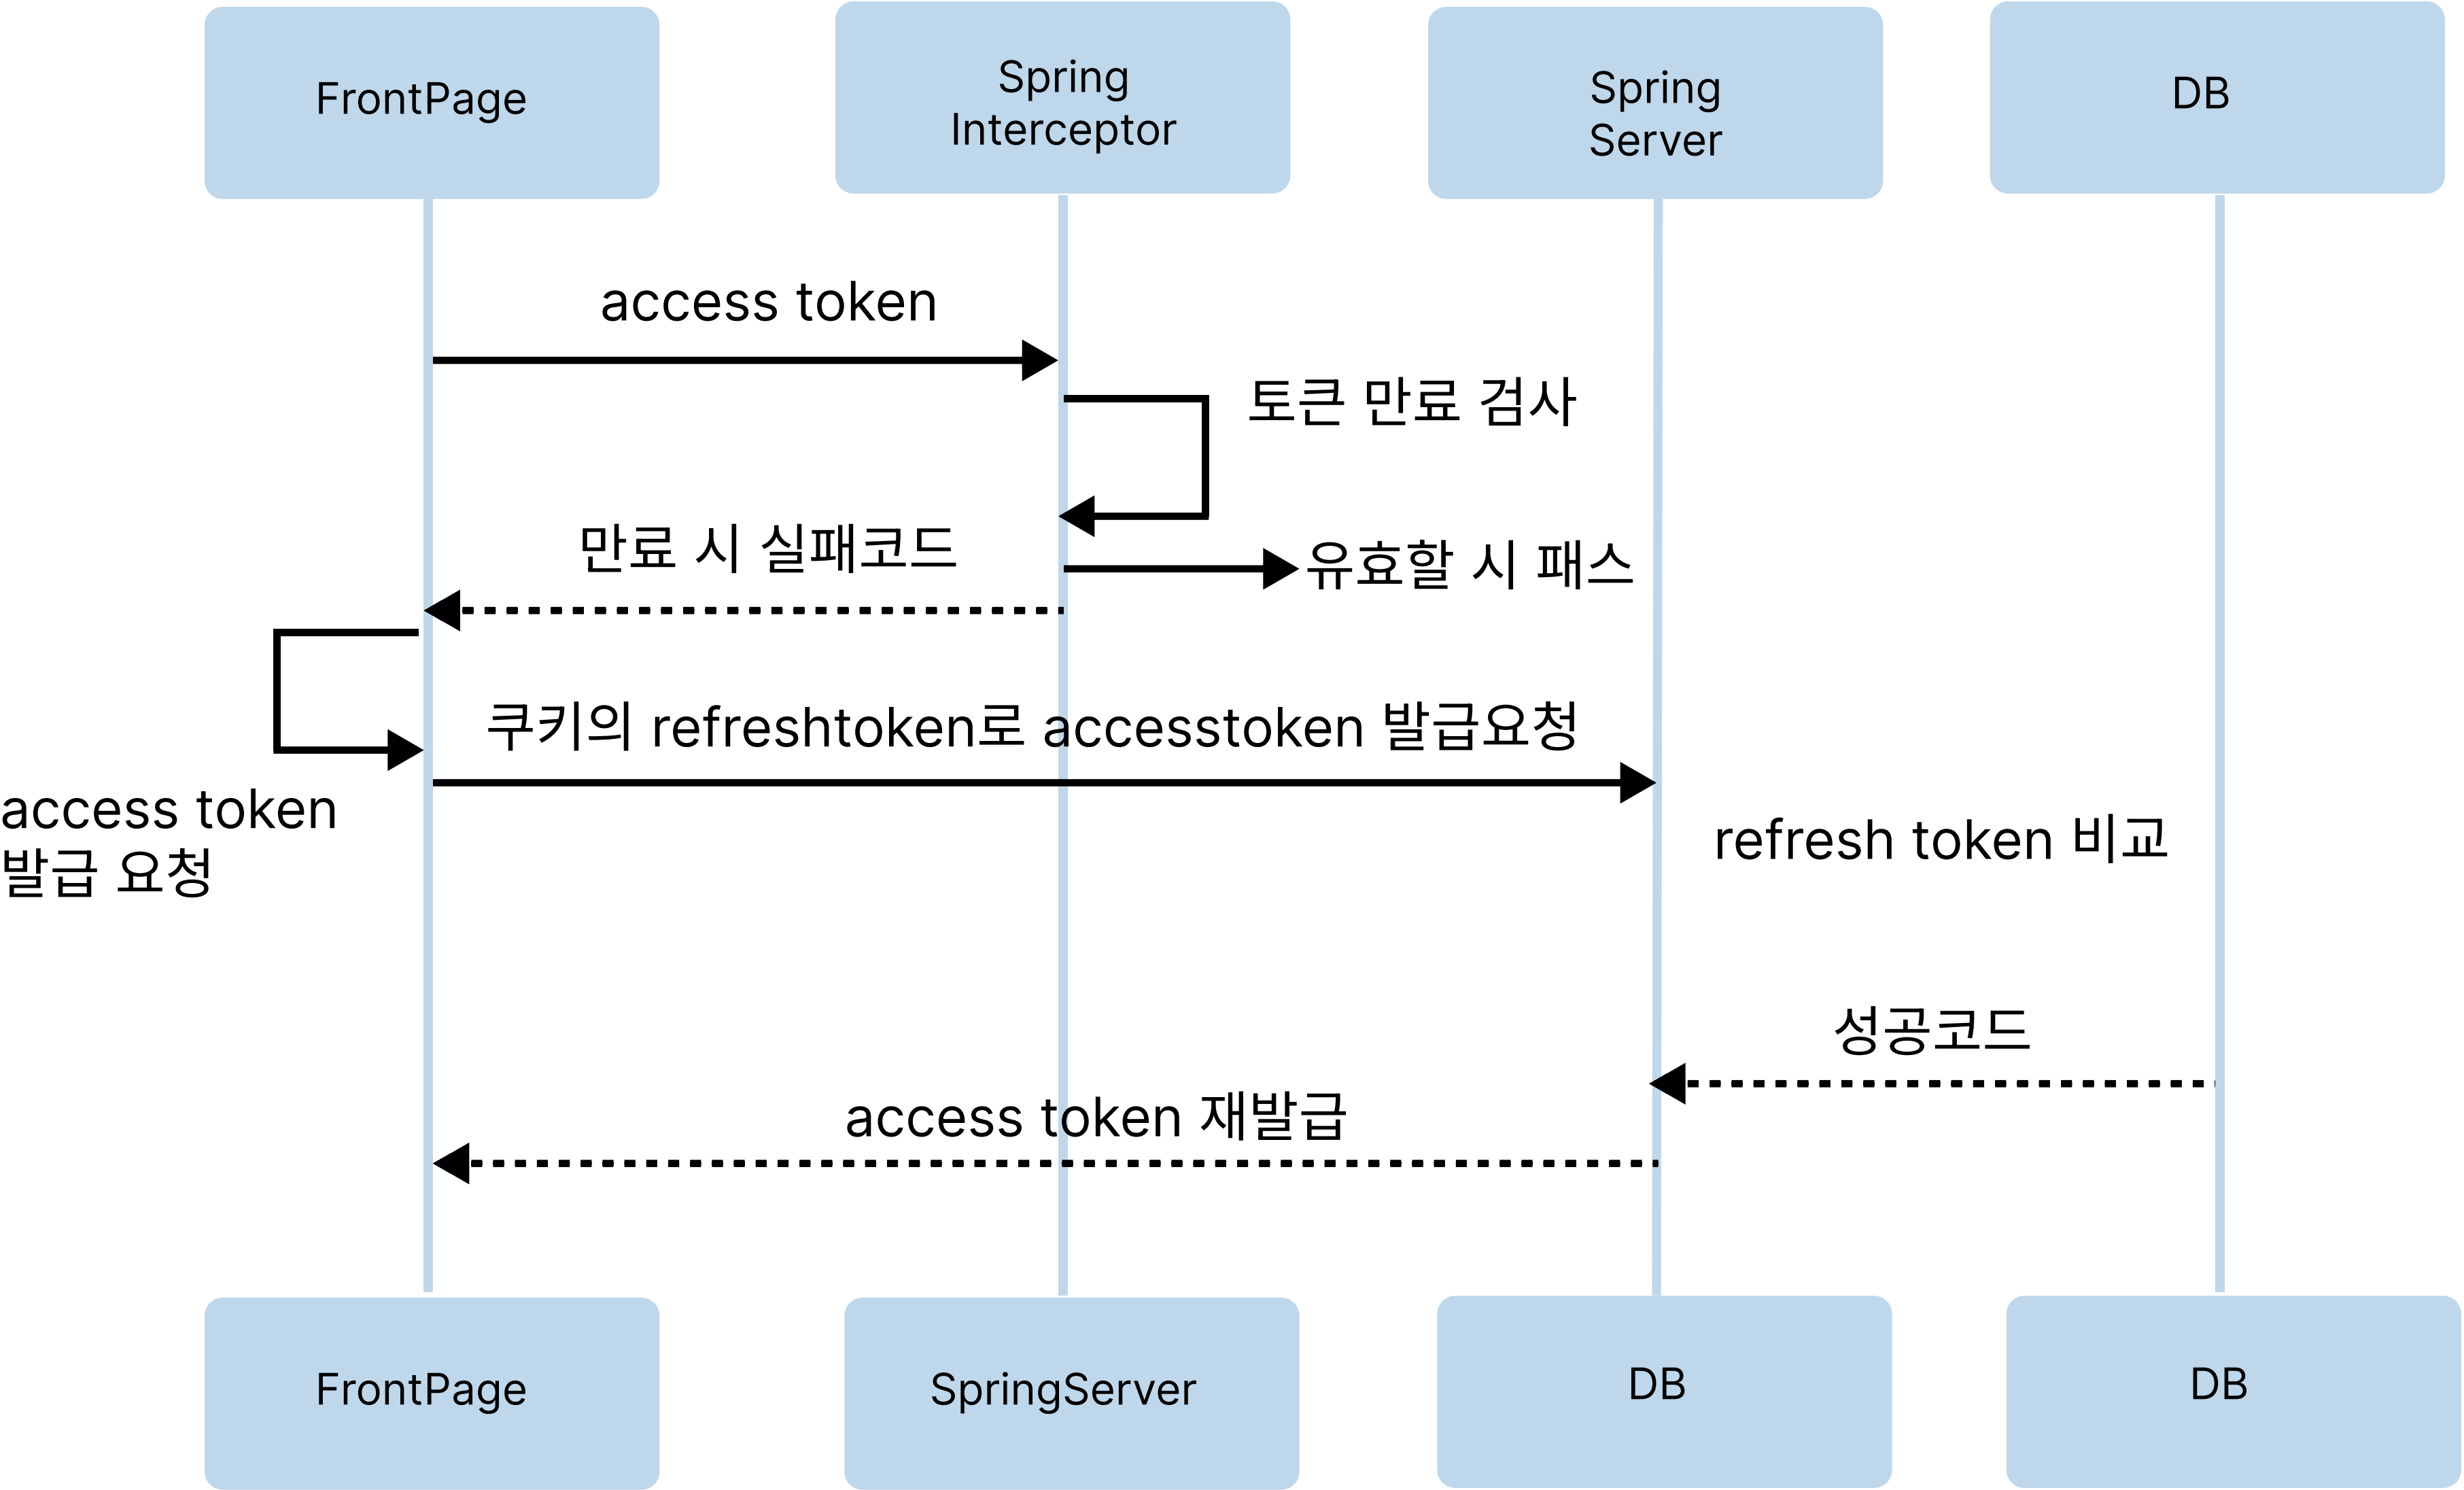 FrontPage
Spring
Interceptor
Spring
Server
DB
access token
토큰 만료 검사
만료 시 실패코드
유효할 시 패스
쿠키의 refreshtoken로 accesstoken 발급요청
access token
발급 요청
refresh token 비교
성공코드
access token 재발급
FrontPage
SpringServer
DB
DB